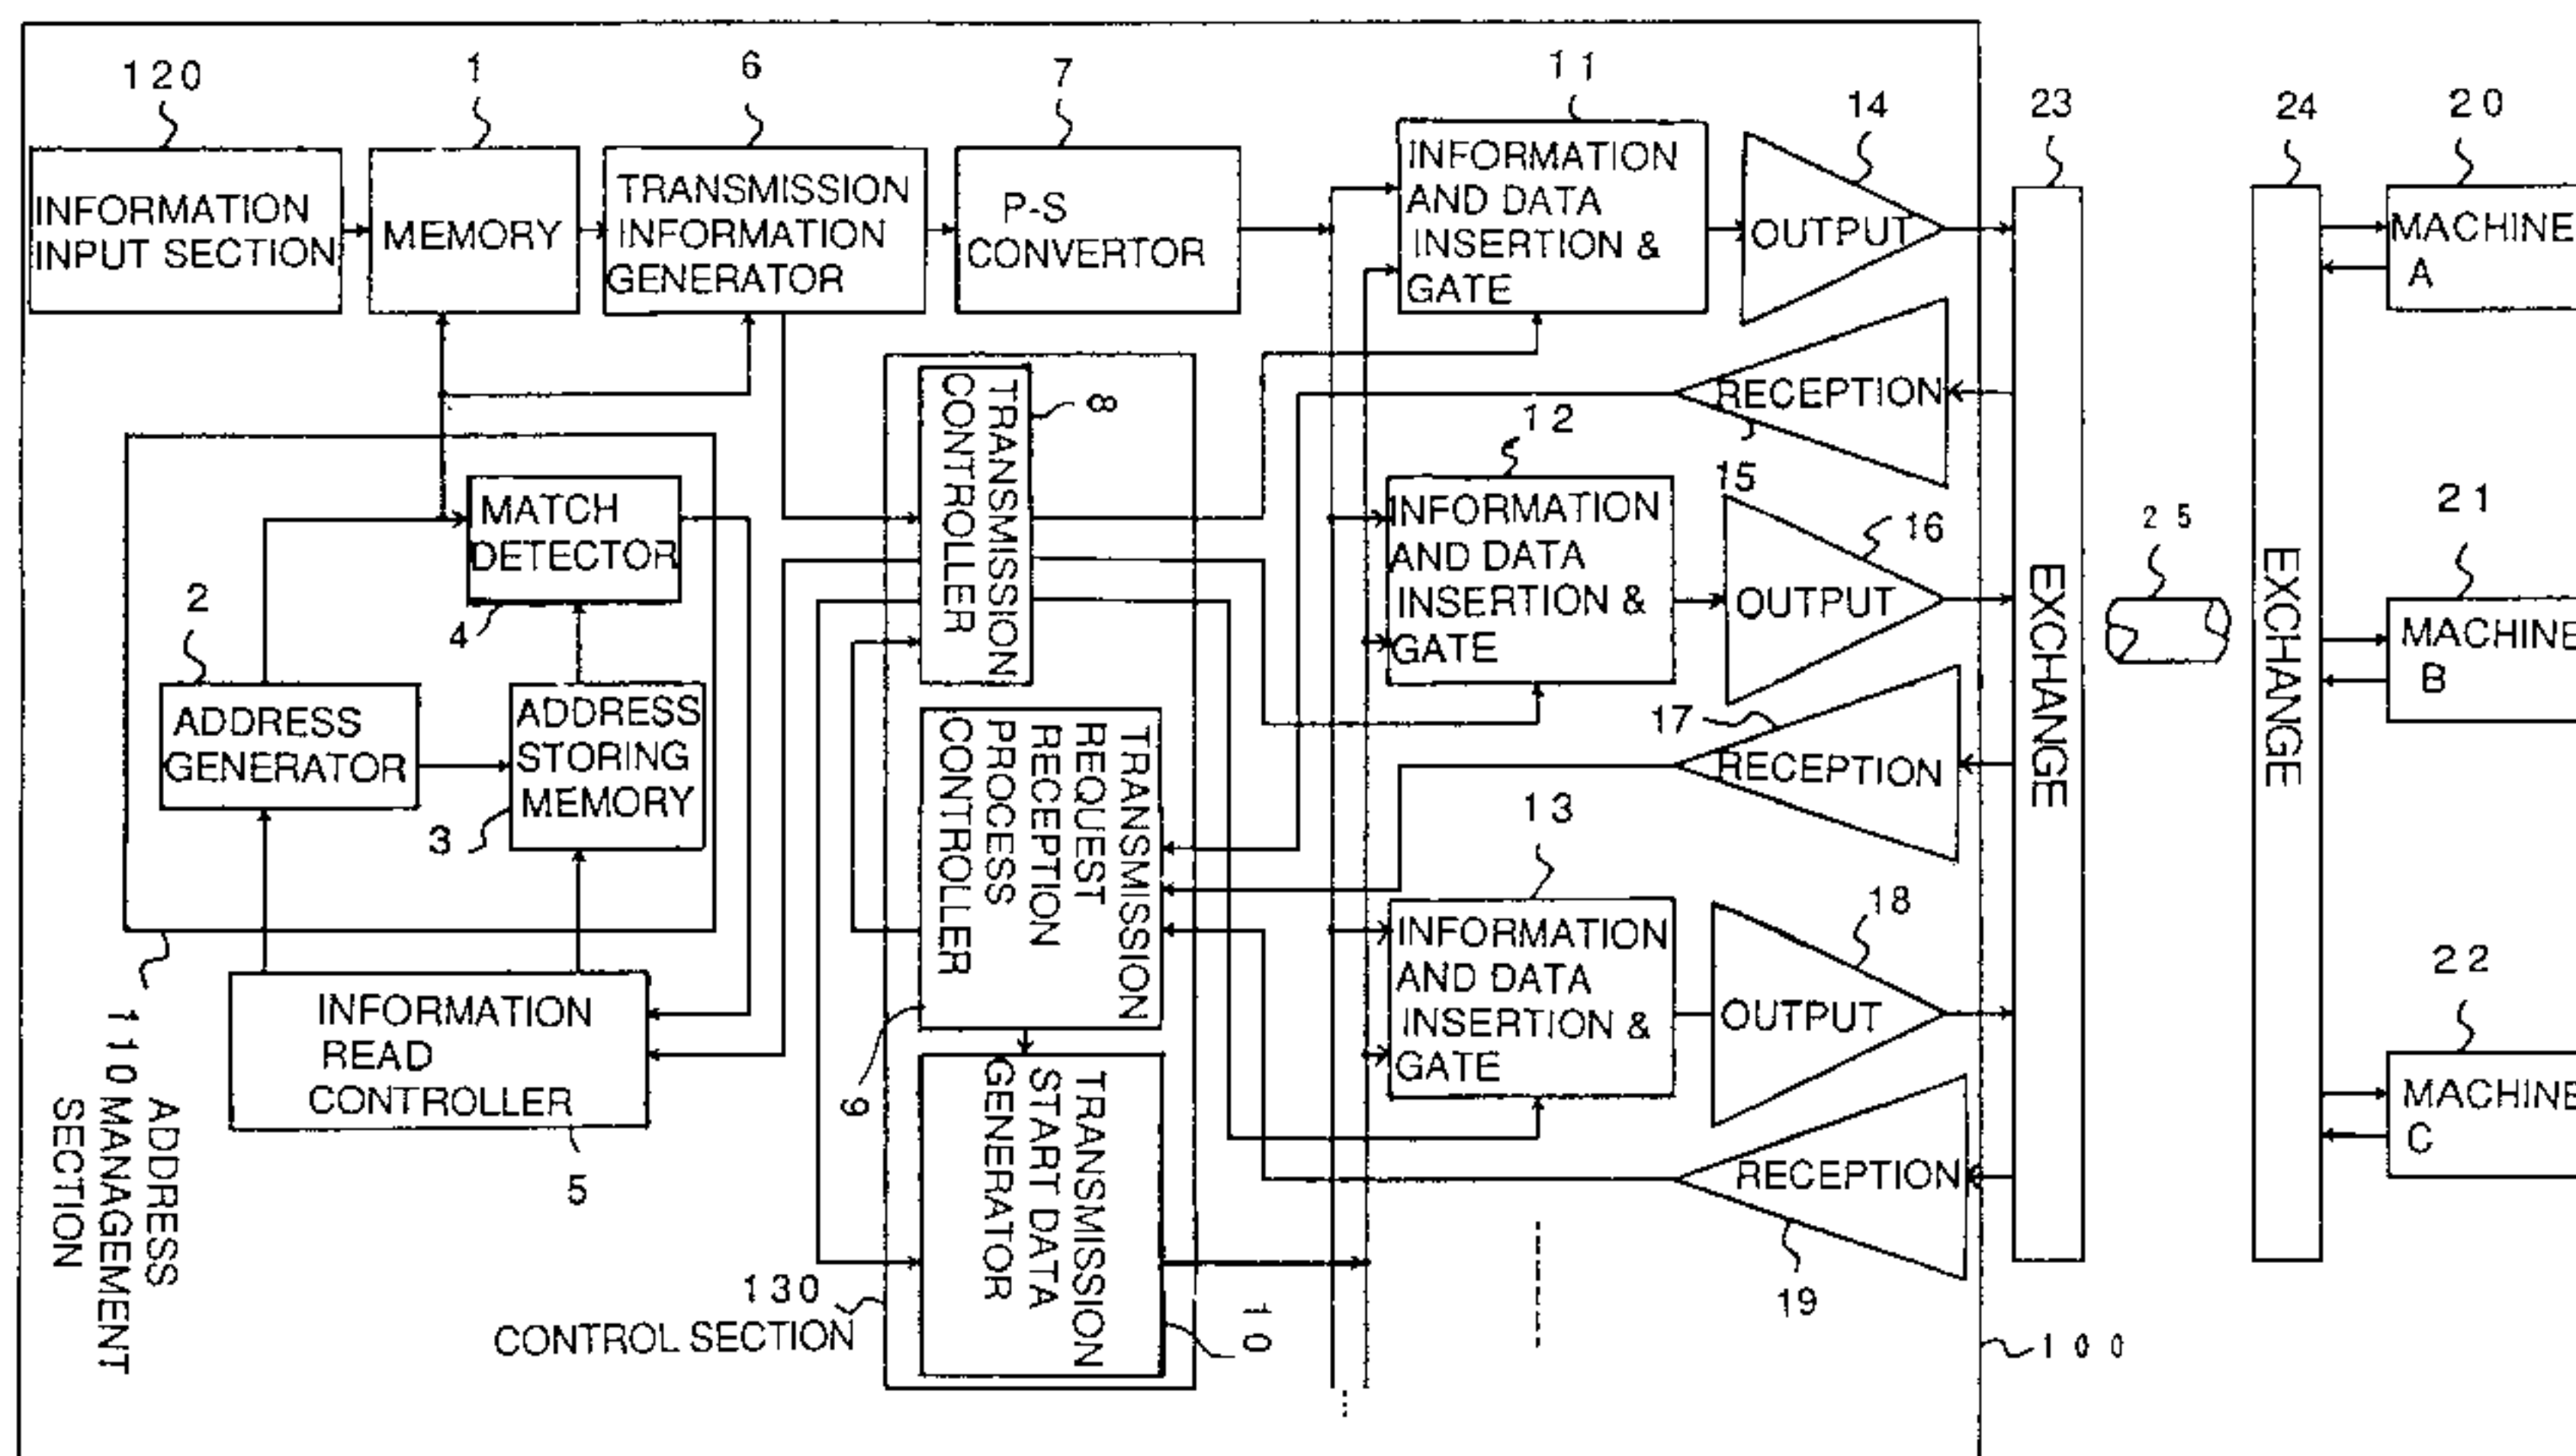 120
1
6
7
11
14
23
24
20
INFORMATION
INPUT SECTION
MEMORY
TRANSMISSION
INFORMATION
GENERATOR
P-S
CONVERTOR
INFORMATION
AND DATA
INSERTION &
GATE
OUTPUT
MACHINE
A
RECEPTION
15
TRANSMISSION
CONTROLLER
8
12
INFORMATION
AND DATA
INSERTION &
GATE
OUTPUT
16
EXCHANGE
25
EXCHANGE
21
MACHINE
B
MATCH
DETECTOR
4
2
ADDRESS
GENERATOR
ADDRESS
STORING
MEMORY
3
TRANSMISSION
REQUEST
RECEPTION
PROCESS
CONTROLLER
9
17
RECEPTION
13
INFORMATION
AND DATA
INSERTION &
GATE
OUTPUT
18
22
MACHINE
C
INFORMATION
READ
CONTROLLER
5
ADDRESS
110 MANAGEMENT
SECTION
TRANSMISSION
START DATA
GENERATOR
10
130
CONTROL SECTION
RECEPTION
19
100